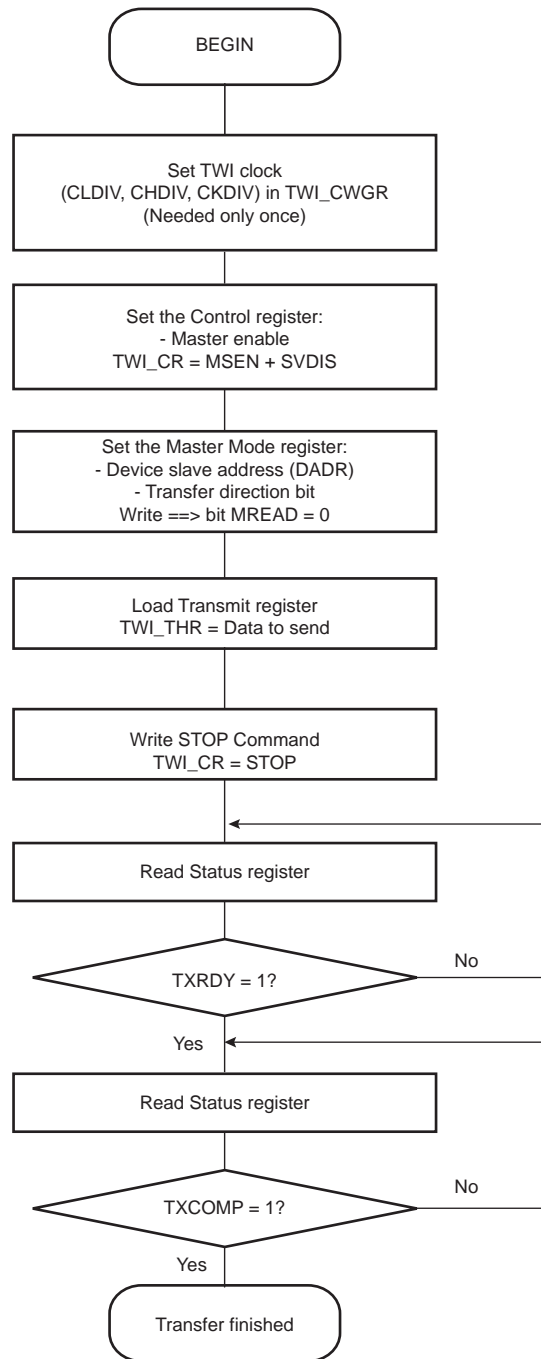 BEGIN
Set TWI clock
(CLDIV, CHDIV, CKDIV) in TWI_CWGR
(Needed only once)
Set the Control register:
- Master enable
TWI_CR = MSEN + SVDIS
Set the Master Mode register:
- Device slave address (DADR)
- Transfer direction bit
Write ==> bit MREAD = 0
Load Transmit register
TWI_THR = Data to send
Write STOP Command
TWI_CR = STOP
Read Status register
TXRDY = 1?
No
Yes
Read Status register
TXCOMP = 1?
No
Yes
Transfer finished